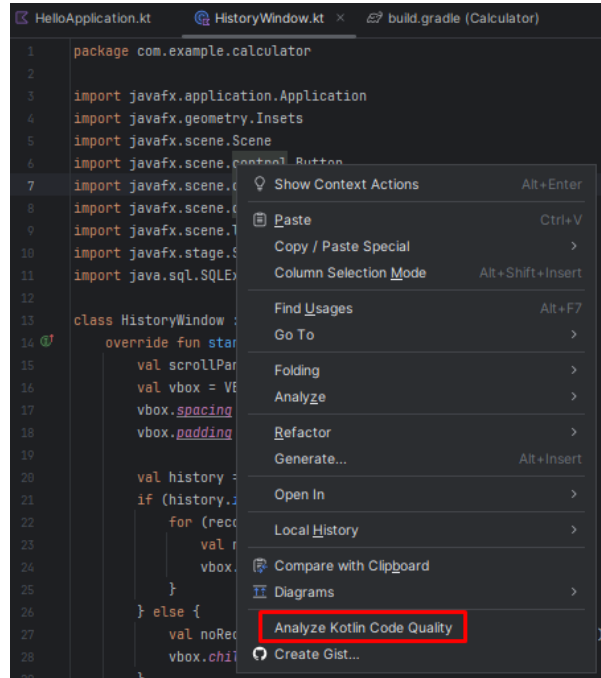 HelloApplication.kt HistoryWindow.kt × build.gradle (Calculator)
1 package com.example.calculator
2
3 import javafx.application.Application
4 import javafx.geometry.Insets
5 import javafx.scene.Scene
6 import javafx.scene.control.Button
7 import javafx.scene.
8 import javafx.scene.
9 import javafx.scene.
10 import javafx.stage.
11 import java.sql.SQLEx
12
13 class HistoryWindow :
14 override fun star
15 val scrollPan
16 val vbox = VB
17 vbox.spacing
18 vbox.padding
19
20 val history =
21 if (history.
22 for (reco
23 val
24 vbox.
25 }
26 } else {
27 val noRec
28 vbox.chil
Show Context Actions Alt+Enter
Paste Ctrl+V
Copy / Paste Special >
Column Selection Mode Alt+Shift+Insert
Find Usages Alt+F7
Go To >
Folding >
Analyze >
Refactor >
Generate... Alt+Insert
Open In >
Local History >
Compare with Clipboard
Diagrams >
Analyze Kotlin Code Quality
Create Gist...